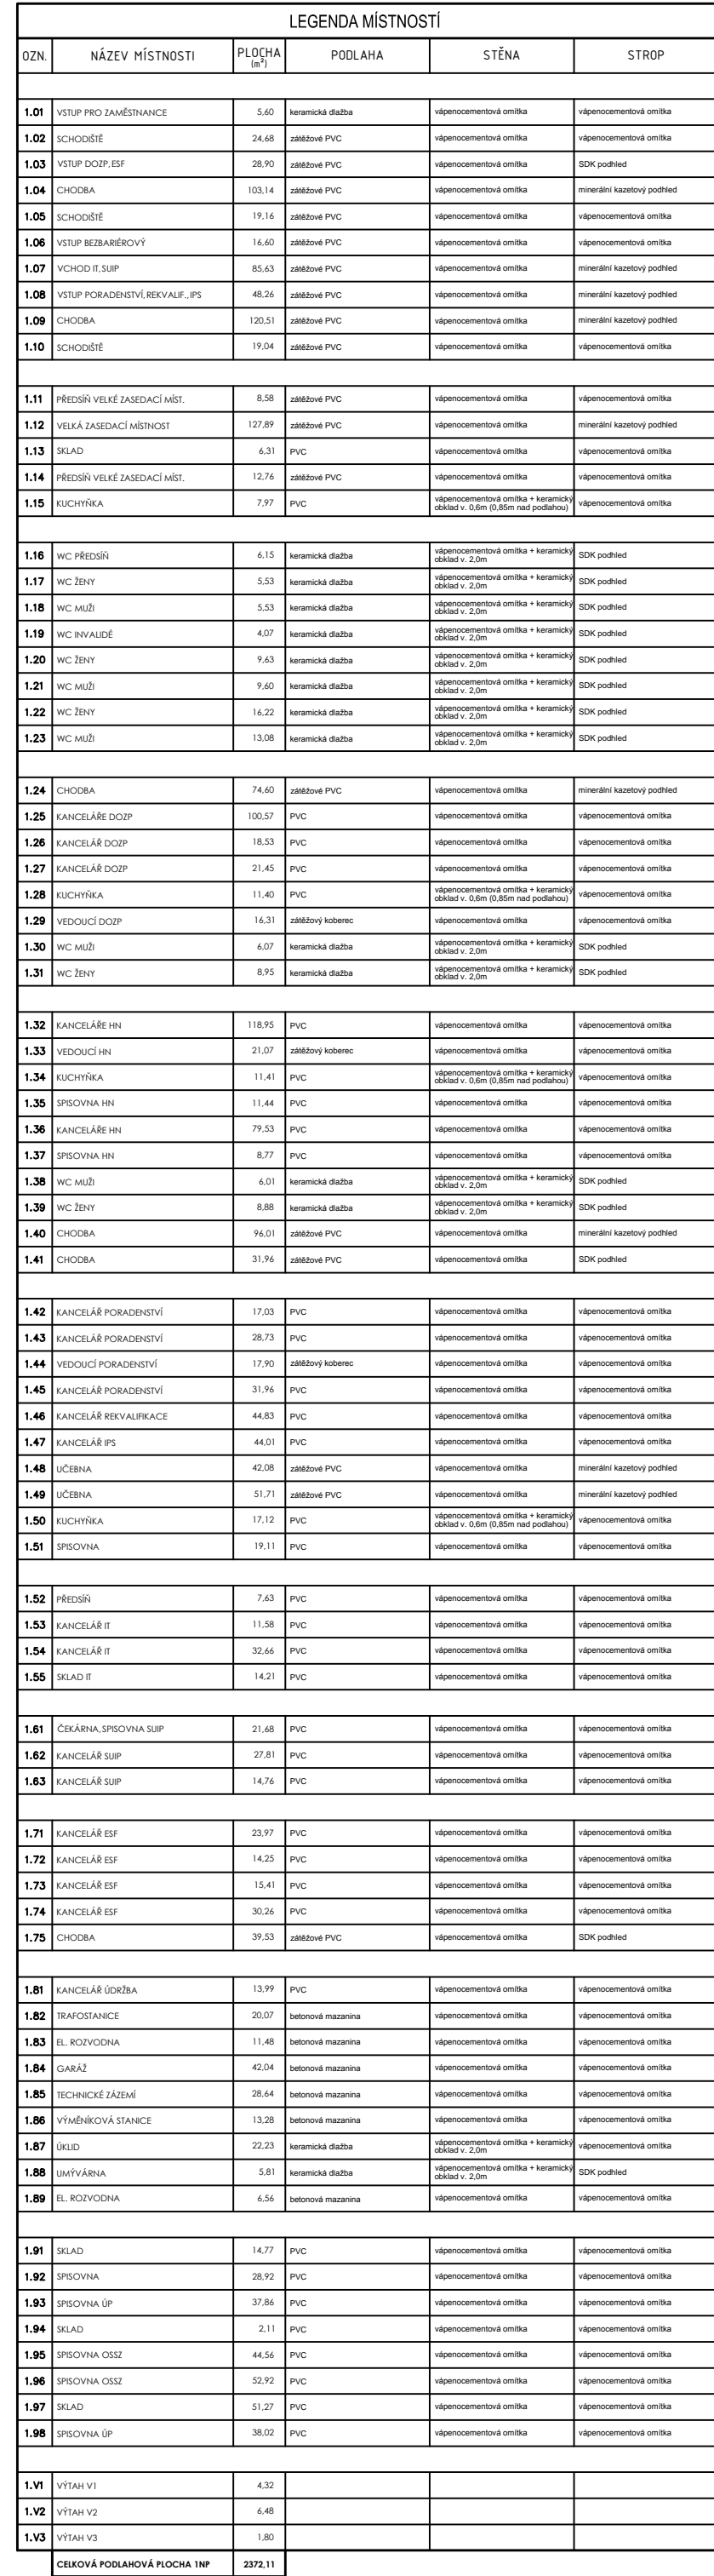 LEGENDA MÍSTNOSTÍ
OZN. NÁZEV MÍSTNOSTI PLOCHA (m²) PODLAHA STĚNA STROP
1.01 VSTUP PRO ZAMĚSTNANCE 5,60 keramická dlažba vápenocementová omítka vápenocementová omítka
1.02 SCHODIŠTĚ 24,68 zátěžové PVC vápenocementová omítka vápenocementová omítka
1.03 VSTUP DOZP, ESF 28,90 zátěžové PVC vápenocementová omítka SDK podhled
1.04 CHODBA 103,14 zátěžové PVC vápenocementová omítka minerální kazetový podhled
1.05 SCHODIŠTĚ 19,16 zátěžové PVC vápenocementová omítka vápenocementová omítka
1.06 VSTUP BEZBARIÉROVÝ 16,60 zátěžové PVC vápenocementová omítka vápenocementová omítka
1.07 VCHOD IT, SUIP 85,63 zátěžové PVC vápenocementová omítka minerální kazetový podhled
1.08 VSTUP PORADENSTVÍ, REKVALIF., IPS 48,26 zátěžové PVC vápenocementová omítka minerální kazetový podhled
1.09 CHODBA 120,51 zátěžové PVC vápenocementová omítka minerální kazetový podhled
1.10 SCHODIŠTĚ 19,04 zátěžové PVC vápenocementová omítka vápenocementová omítka
1.11 PŘEDSÍŇ VELKÉ ZASEDACÍ MÍST. 8,58 zátěžové PVC vápenocementová omítka vápenocementová omítka
1.12 VELKÁ ZASEDACÍ MÍSTNOST 127,89 zátěžové PVC vápenocementová omítka minerální kazetový podhled
1.13 SKLAD 6,31 PVC vápenocementová omítka vápenocementová omítka
1.14 PŘEDSÍŇ VELKÉ ZASEDACÍ MÍST. 12,76 zátěžové PVC vápenocementová omítka vápenocementová omítka
1.15 KUCHYŇKA 7,97 PVC vápenocementová omítka + keramický obklad v. 0,6m (0,85m nad podlahou) vápenocementová omítka
1.16 WC PŘEDSÍŇ 6,15 keramická dlažba vápenocementová omítka + keramický obklad v. 2,0m SDK podhled
1.17 WC ŽENY 5,53 keramická dlažba vápenocementová omítka + keramický obklad v. 2,0m SDK podhled
1.18 WC MUŽI 5,53 keramická dlažba vápenocementová omítka + keramický obklad v. 2,0m SDK podhled
1.19 WC INVALIDÉ 4,07 keramická dlažba vápenocementová omítka + keramický obklad v. 2,0m SDK podhled
1.20 WC ŽENY 9,63 keramická dlažba vápenocementová omítka + keramický obklad v. 2,0m SDK podhled
1.21 WC MUŽI 9,60 keramická dlažba vápenocementová omítka + keramický obklad v. 2,0m SDK podhled
1.22 WC ŽENY 16,22 keramická dlažba vápenocementová omítka + keramický obklad v. 2,0m SDK podhled
1.23 WC MUŽI 13,08 keramická dlažba vápenocementová omítka + keramický obklad v. 2,0m SDK podhled
1.24 CHODBA 74,60 zátěžové PVC vápenocementová omítka minerální kazetový podhled
1.25 KANCELÁŘE DOZP 100,57 PVC vápenocementová omítka vápenocementová omítka
1.26 KANCELÁŘ DOZP 18,53 PVC vápenocementová omítka vápenocementová omítka
1.27 KANCELÁŘ DOZP 21,45 PVC vápenocementová omítka vápenocementová omítka
1.28 KUCHYŇKA 11,40 PVC vápenocementová omítka + keramický obklad v. 0,6m (0,85m nad podlahou) vápenocementová omítka
1.29 VEDOUCÍ DOZP 16,31 zátěžový koberec vápenocementová omítka vápenocementová omítka
1.30 WC MUŽI 6,07 keramická dlažba vápenocementová omítka + keramický obklad v. 2,0m SDK podhled
1.31 WC ŽENY 8,95 keramická dlažba vápenocementová omítka + keramický obklad v. 2,0m SDK podhled
1.32 KANCELÁŘE HN 118,95 PVC vápenocementová omítka vápenocementová omítka
1.33 VEDOUCÍ HN 21,07 zátěžový koberec vápenocementová omítka vápenocementová omítka
1.34 KUCHYŇKA 11,41 PVC vápenocementová omítka + keramický obklad v. 0,6m (0,85m nad podlahou) vápenocementová omítka
1.35 SPISOVNA HN 11,44 PVC vápenocementová omítka vápenocementová omítka
1.36 KANCELÁŘE HN 79,53 PVC vápenocementová omítka vápenocementová omítka
1.37 SPISOVNA HN 8,77 PVC vápenocementová omítka vápenocementová omítka
1.38 WC MUŽI 6,01 keramická dlažba vápenocementová omítka + keramický obklad v. 2,0m SDK podhled
1.39 WC ŽENY 8,88 keramická dlažba vápenocementová omítka + keramický obklad v. 2,0m SDK podhled
1.40 CHODBA 96,01 zátěžové PVC vápenocementová omítka minerální kazetový podhled
1.41 CHODBA 31,96 zátěžové PVC vápenocementová omítka SDK podhled
1.42 KANCELÁŘ PORADENSTVÍ 17,03 PVC vápenocementová omítka vápenocementová omítka
1.43 KANCELÁŘ PORADENSTVÍ 28,73 PVC vápenocementová omítka vápenocementová omítka
1.44 VEDOUCÍ PORADENSTVÍ 17,90 zátěžový koberec vápenocementová omítka vápenocementová omítka
1.45 KANCELÁŘ PORADENSTVÍ 31,96 PVC vápenocementová omítka vápenocementová omítka
1.46 KANCELÁŘ REKVALIFIKACE 44,83 PVC vápenocementová omítka vápenocementová omítka
1.47 KANCELÁŘ IPS 44,01 PVC vápenocementová omítka vápenocementová omítka
1.48 UČEBNA 42,08 zátěžové PVC vápenocementová omítka minerální kazetový podhled
1.49 UČEBNA 51,71 zátěžové PVC vápenocementová omítka minerální kazetový podhled
1.50 KUCHYŇKA 17,12 PVC vápenocementová omítka + keramický obklad v. 0,6m (0,85m nad podlahou) vápenocementová omítka
1.51 SPISOVNA 19,11 PVC vápenocementová omítka vápenocementová omítka
1.52 PŘEDSÍŇ 7,63 PVC vápenocementová omítka vápenocementová omítka
1.53 KANCELÁŘ IT 11,58 PVC vápenocementová omítka vápenocementová omítka
1.54 KANCELÁŘ IT 32,66 PVC vápenocementová omítka vápenocementová omítka
1.55 SKLAD IT 14,21 PVC vápenocementová omítka vápenocementová omítka
1.61 ČEKÁRNA, SPISOVNA SUIP 21,68 PVC vápenocementová omítka vápenocementová omítka
1.62 KANCELÁŘ SUIP 27,81 PVC vápenocementová omítka vápenocementová omítka
1.63 KANCELÁŘ SUIP 14,76 PVC vápenocementová omítka vápenocementová omítka
1.71 KANCELÁŘ ESF 23,97 PVC vápenocementová omítka vápenocementová omítka
1.72 KANCELÁŘ ESF 14,25 PVC vápenocementová omítka vápenocementová omítka
1.73 KANCELÁŘ ESF 15,41 PVC vápenocementová omítka vápenocementová omítka
1.74 KANCELÁŘ ESF 30,26 PVC vápenocementová omítka vápenocementová omítka
1.75 CHODBA 39,53 zátěžové PVC vápenocementová omítka SDK podhled
1.81 KANCELÁŘ ÚDRŽBA 13,99 PVC vápenocementová omítka vápenocementová omítka
1.82 TRAFOSTANICE 20,07 betonová mazanina vápenocementová omítka vápenocementová omítka
1.83 EL. ROZVODNA 11,48 betonová mazanina vápenocementová omítka vápenocementová omítka
1.84 GARÁŽ 42,04 betonová mazanina vápenocementová omítka vápenocementová omítka
1.85 TECHNICKÉ ZÁZEMÍ 28,64 betonová mazanina vápenocementová omítka vápenocementová omítka
1.86 VÝMĚNÍKOVÁ STANICE 13,28 betonová mazanina vápenocementová omítka vápenocementová omítka
1.87 ÚKLID 22,23 keramická dlažba vápenocementová omítka + keramický obklad v. 2,0m vápenocementová omítka
1.88 UMÝVÁRNA 5,81 keramická dlažba vápenocementová omítka + keramický obklad v. 2,0m SDK podhled
1.89 EL. ROZVODNA 6,56 betonová mazanina vápenocementová omítka vápenocementová omítka
1.91 SKLAD 14,77 PVC vápenocementová omítka vápenocementová omítka
1.92 SPISOVNA 28,92 PVC vápenocementová omítka vápenocementová omítka
1.93 SPISOVNA ÚP 37,86 PVC vápenocementová omítka vápenocementová omítka
1.94 SKLAD 2,11 PVC vápenocementová omítka vápenocementová omítka
1.95 SPISOVNA OSSZ 44,56 PVC vápenocementová omítka vápenocementová omítka
1.96 SPISOVNA OSSZ 52,92 PVC vápenocementová omítka vápenocementová omítka
1.97 SKLAD 51,27 PVC vápenocementová omítka vápenocementová omítka
1.98 SPISOVNA ÚP 38,02 PVC vápenocementová omítka vápenocementová omítka
1.V1 VÝTAH V1 4,32
1.V2 VÝTAH V2 6,48
1.V3 VÝTAH V3 1,80
CELKOVÁ PODLAHOVÁ PLOCHA 1NP 2372,11